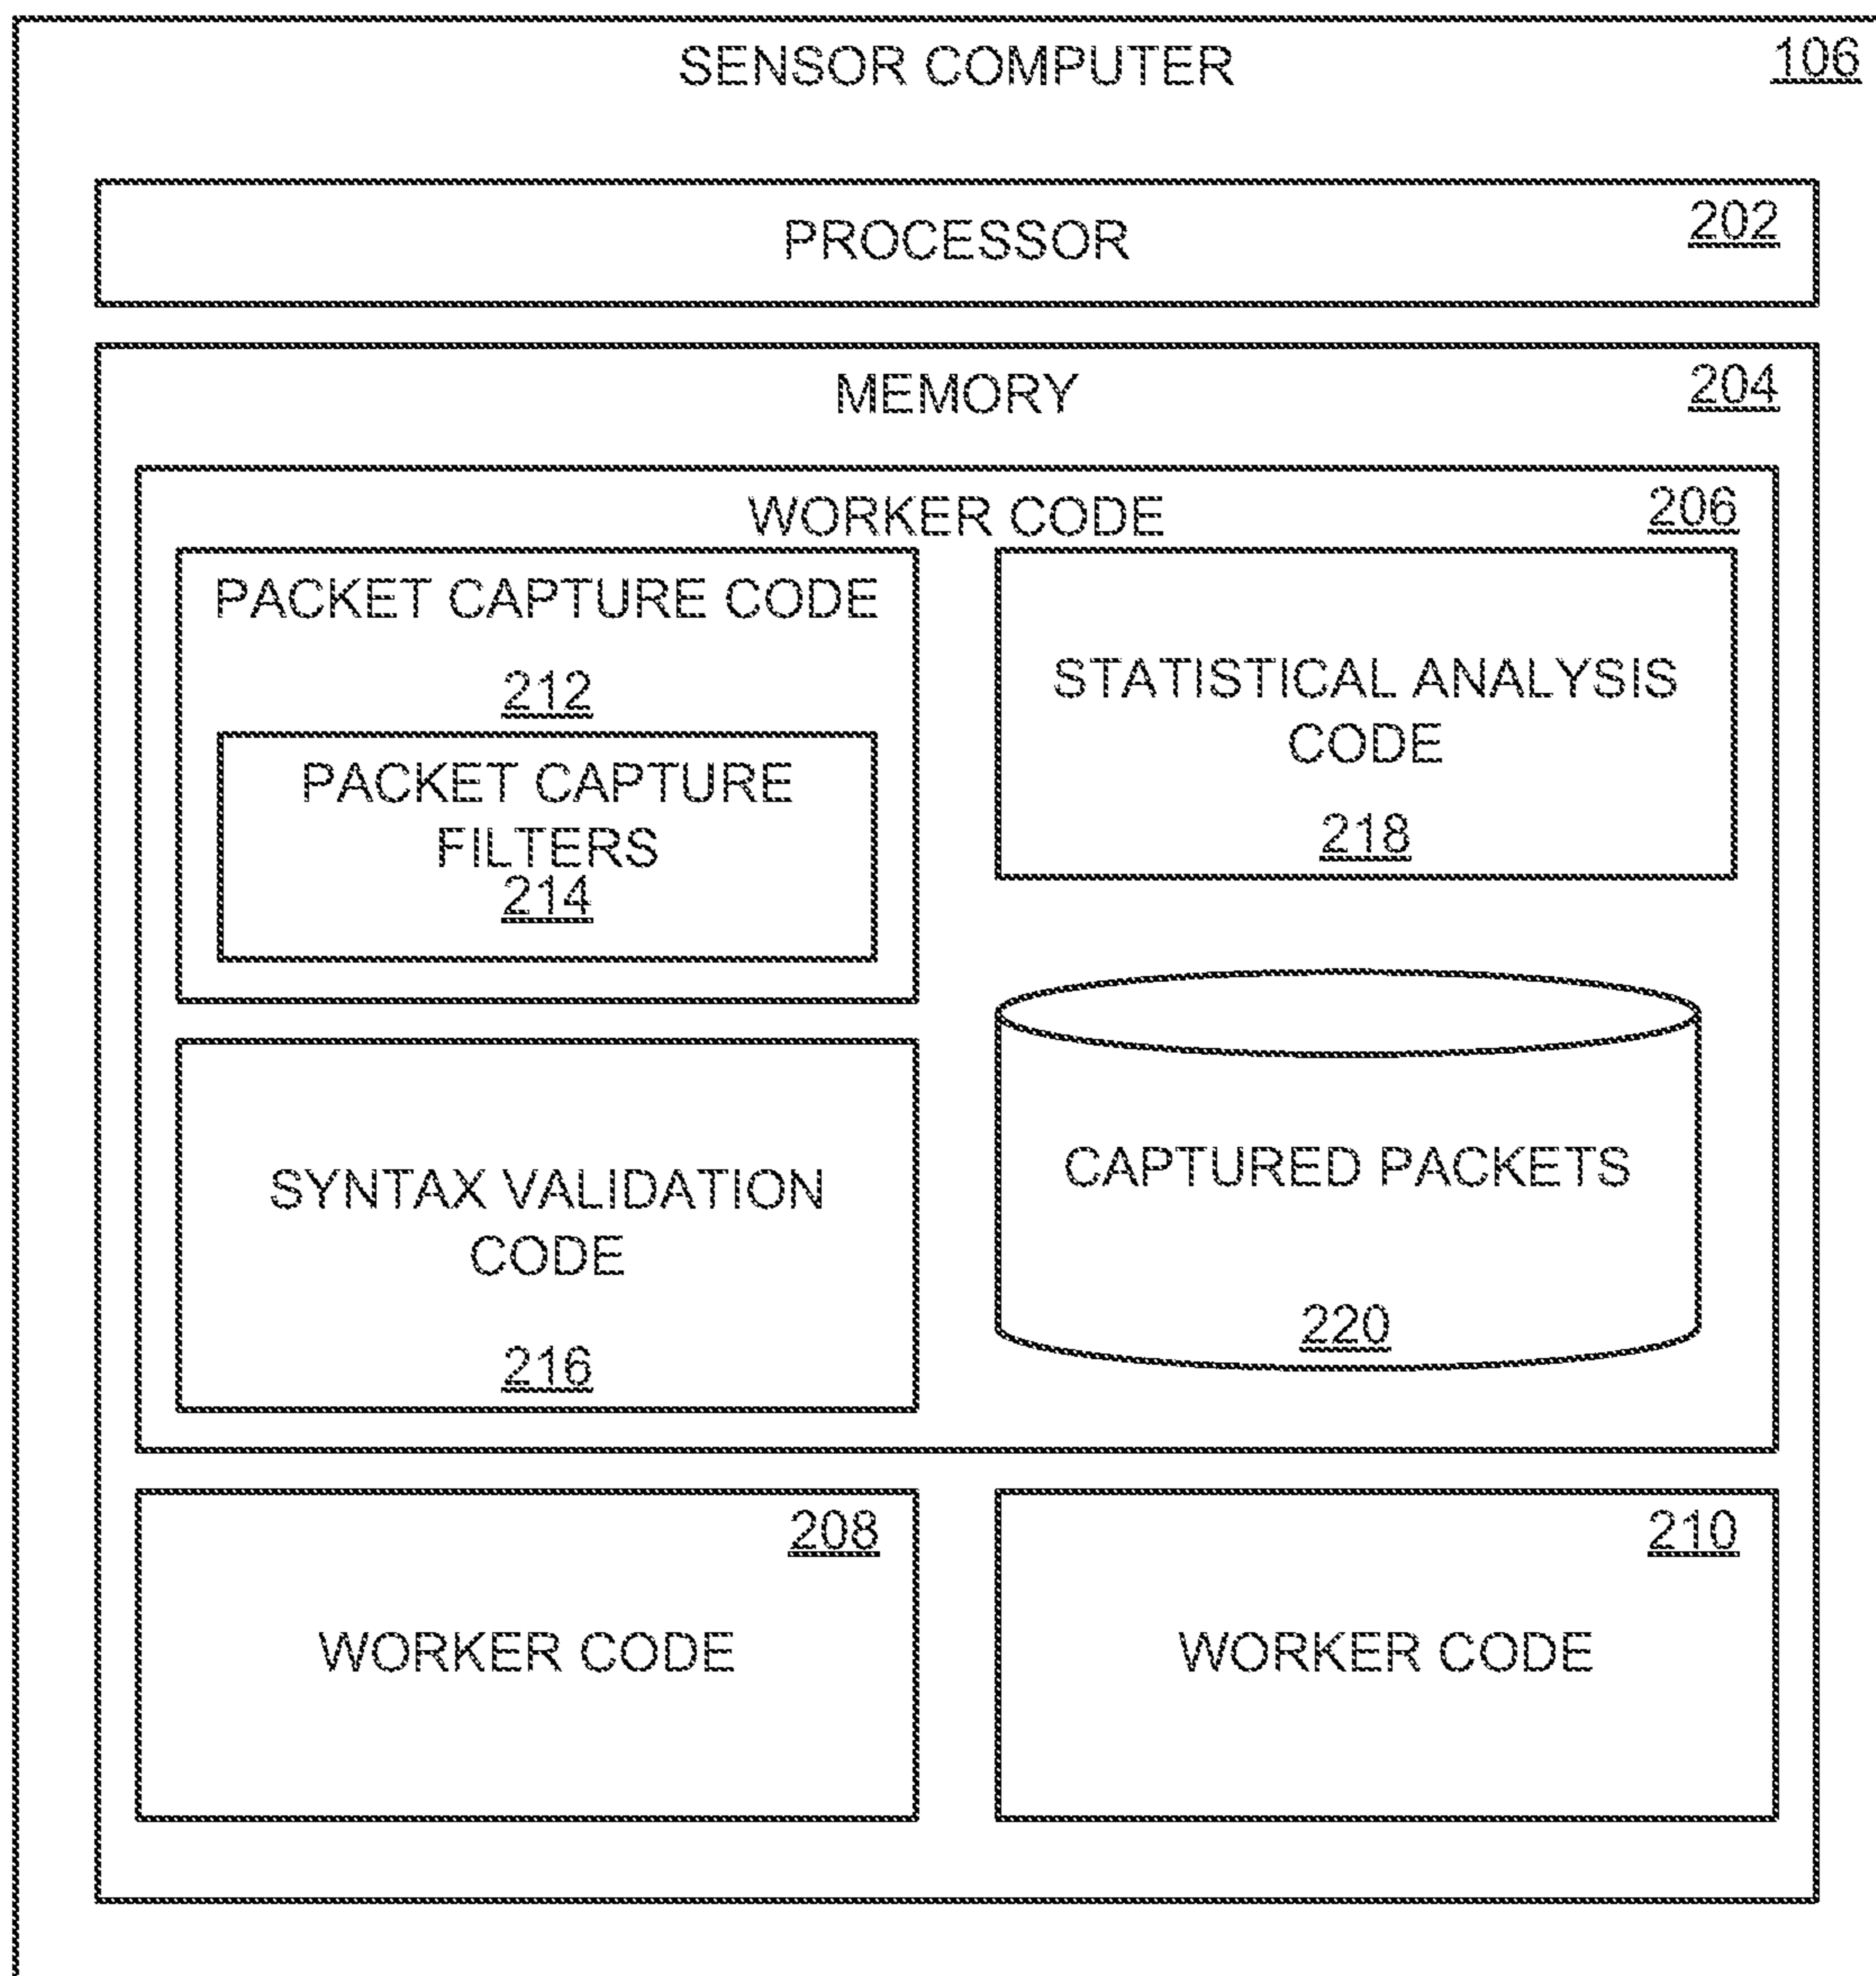 SENSOR COMPUTER 106
PROCESSOR 202
MEMORY 204
WORKER CODE 206
PACKET CAPTURE CODE
212
PACKET CAPTURE
FILTERS
214
STATISTICAL ANALYSIS
CODE
218
SYNTAX VALIDATION
CODE
216
CAPTURED PACKETS
220
208
WORKER CODE
210
WORKER CODE